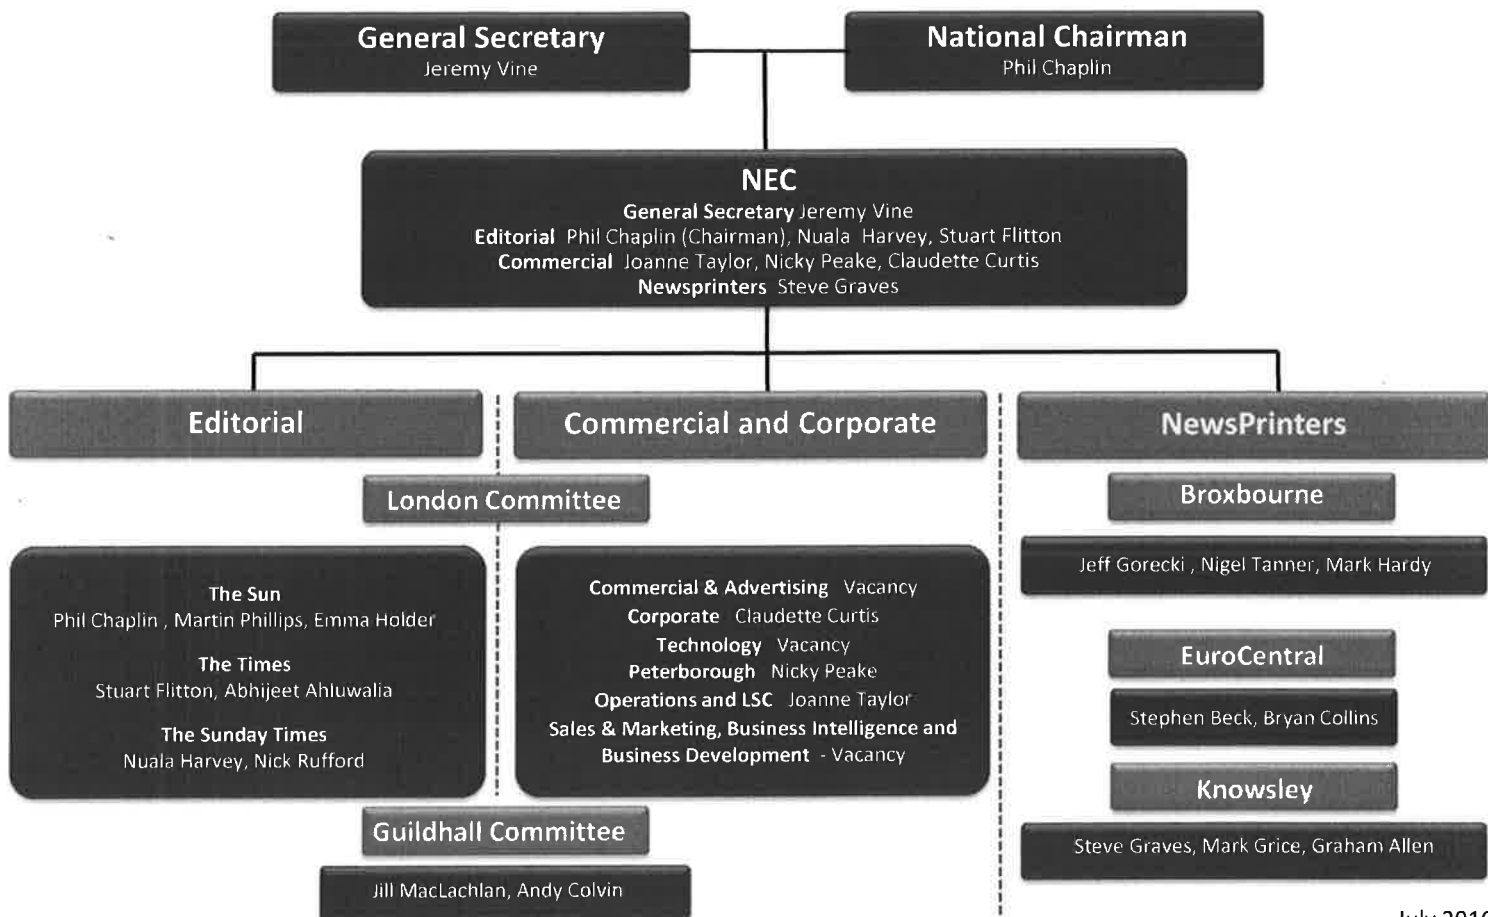 General Secretary
Jeremy Vine
National Chairman
Phil Chaplin
NEC
General Secretary Jeremy Vine
Editorial Phil Chaplin (Chairman), Nuala Harvey, Stuart Flitton
Commercial Joanne Taylor, Nicky Peake, Claudette Curtis
Newsprinters Steve Graves
Editorial
Commercial and Corporate
NewsPrinters
London Committee
The Sun
Phil Chaplin , Martin Phillips, Emma Holder
The Times
Stuart Flitton, Abhijeet Ahluwalia
The Sunday Times
Nuala Harvey, Nick Rufford
Commercial & Advertising Vacancy
Corporate Claudette Curtis
Technology Vacancy
Peterborough Nicky Peake
Operations and LSC Joanne Taylor
Sales & Marketing, Business Intelligence and
Business Development - Vacancy
Guildhall Committee
Jill MacLachlan, Andy Colvin
Broxbourne
Jeff Gorecki , Nigel Tanner, Mark Hardy
EuroCentral
Stephen Beck, Bryan Collins
Knowsley
Steve Graves, Mark Grice, Graham Allen
July